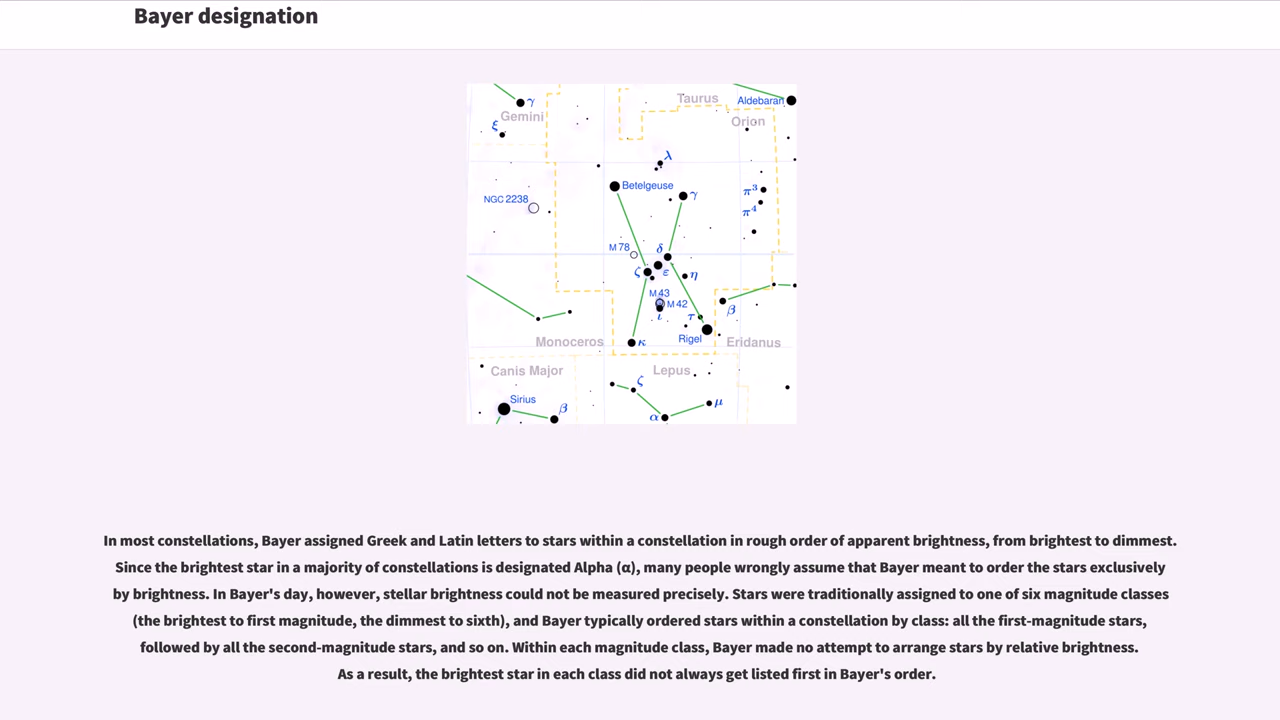 Bayer designation
γ
Taurus
Aldebaran
Gemini
Orion
ξ
λ
Betelgeuse
γ
π³
NGC 2238
π⁴
M 78
δ
ζ
ε
η
M 43
M 42
ι
τ
β
Monoceros
κ
Rigel
Eridanus
Canis Major
Lepus
ζ
Sirius
β
α
μ
In most constellations, Bayer assigned Greek and Latin letters to stars within a constellation in rough order of apparent brightness, from brightest to dimmest.
Since the brightest star in a majority of constellations is designated Alpha (α), many people wrongly assume that Bayer meant to order the stars exclusively
by brightness. In Bayer's day, however, stellar brightness could not be measured precisely. Stars were traditionally assigned to one of six magnitude classes
(the brightest to first magnitude, the dimmest to sixth), and Bayer typically ordered stars within a constellation by class: all the first-magnitude stars,
followed by all the second-magnitude stars, and so on. Within each magnitude class, Bayer made no attempt to arrange stars by relative brightness.
As a result, the brightest star in each class did not always get listed first in Bayer's order.